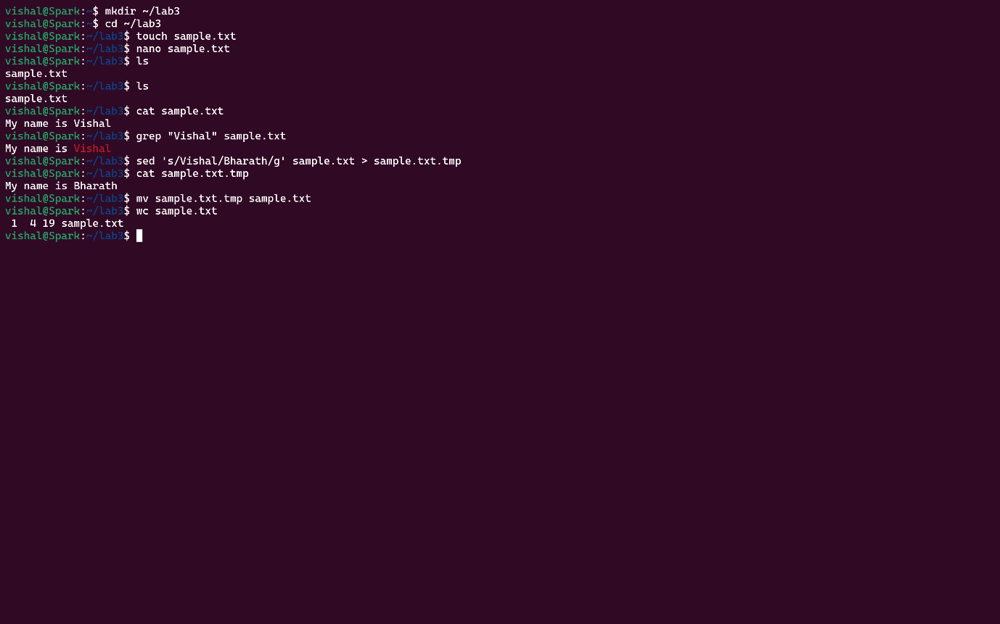 vishal@Spark:~$ mkdir ~/lab3
vishal@Spark:~$ cd ~/lab3
vishal@Spark:~/lab3$ touch sample.txt
vishal@Spark:~/lab3$ nano sample.txt
vishal@Spark:~/lab3$ ls
sample.txt
vishal@Spark:~/lab3$ ls
sample.txt
vishal@Spark:~/lab3$ cat sample.txt
My name is Vishal
vishal@Spark:~/lab3$ grep "Vishal" sample.txt
My name is Vishal
vishal@Spark:~/lab3$ sed 's/Vishal/Bharath/g' sample.txt > sample.txt.tmp
vishal@Spark:~/lab3$ cat sample.txt.tmp
My name is Bharath
vishal@Spark:~/lab3$ mv sample.txt.tmp sample.txt
vishal@Spark:~/lab3$ wc sample.txt
 1  4 19 sample.txt
vishal@Spark:~/lab3$